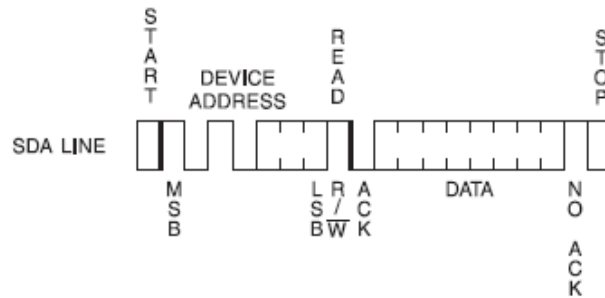 START
DEVICE
ADDRESS
READ
STOP
SDA LINE
MSB
LSB
R/W
ACK
DATA
NO ACK